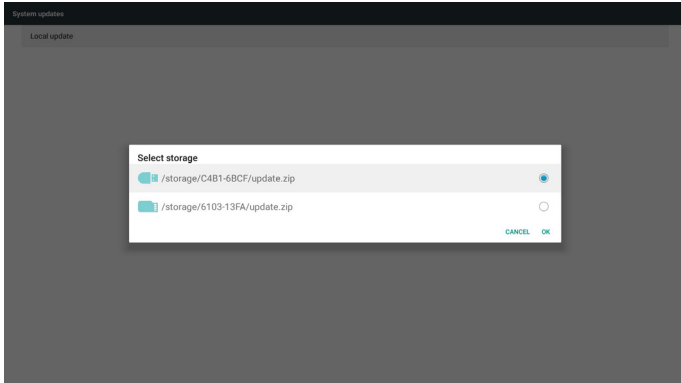 System updates
Local update
Select storage
/storage/C4B1-6BCF/update.zip
/storage/6103-13FA/update.zip
CANCEL OK